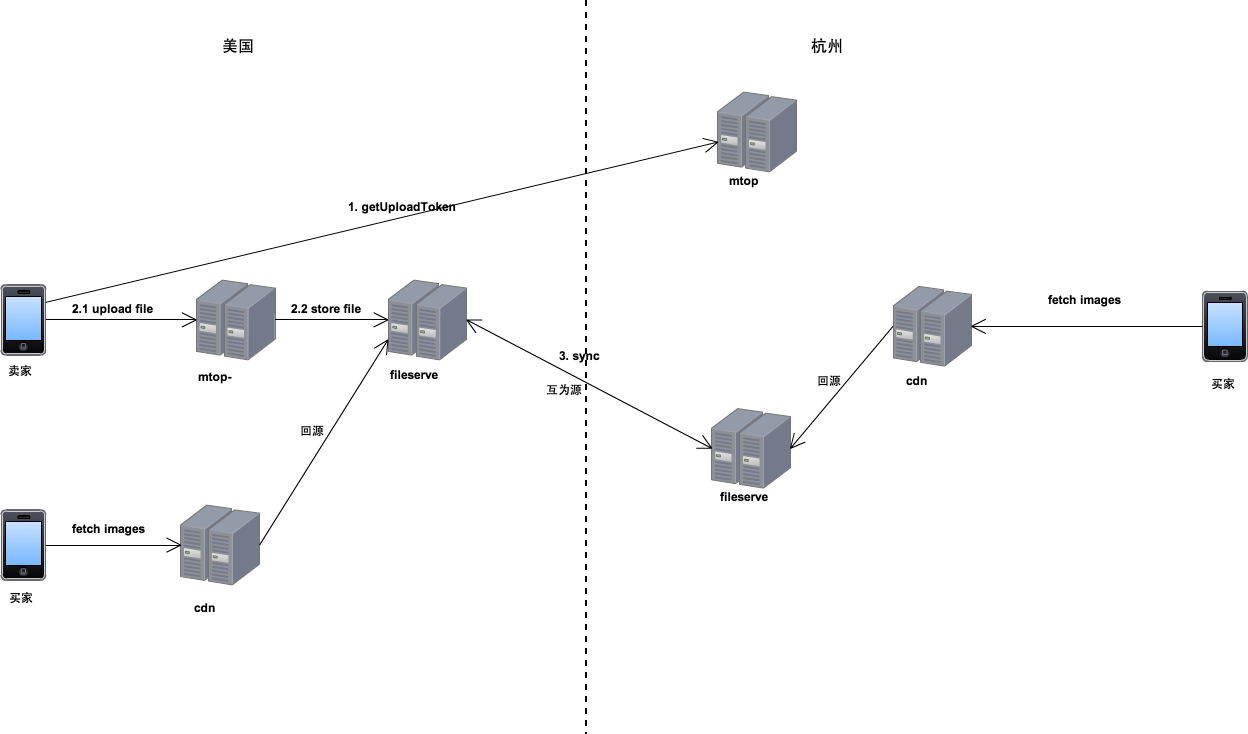 美国
杭州
mtop
1. getUploadToken
2.1 upload file
2.2 store file
fetch images
卖家
mtop-
fileserve
3. sync
互为源
回源
cdn
买家
回源
fileserve
fetch images
买家
cdn